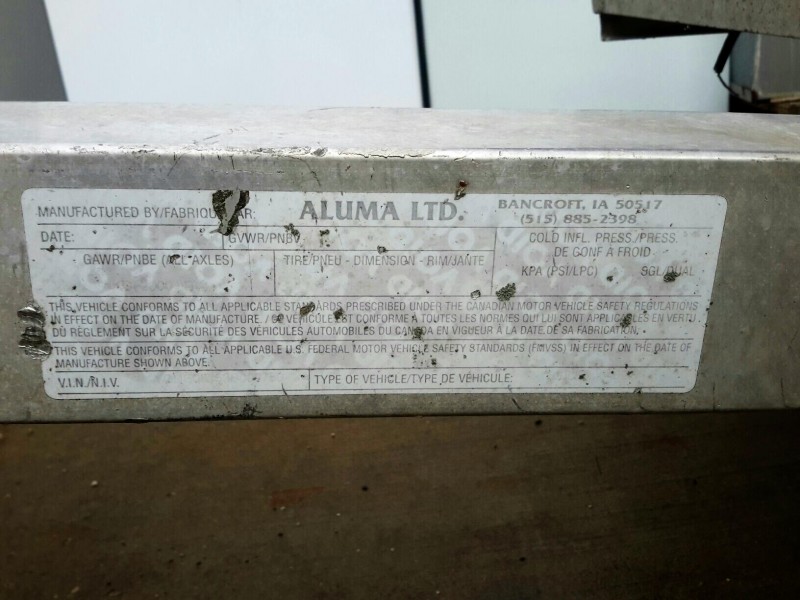 MANUFACTURED BY/FABRIQU AR: ALUMA LTD. BANCROFT, IA 50517
(515) 885-2398
DATE: GVWR/PNBV COLD INFL. PRESS./PRESS.
DE GONF A FROID
GAWR/PNBE (ALL AXLES) TIRE/PNEU - DIMENSION - RIM/JANTE KPA (PSI/LPC) SGL/DUAL
THIS VEHICLE CONFORMS TO ALL APPLICABLE STANDARDS PRESCRIBED UNDER THE CANADIAN MOTOR VEHICLE SAFETY REGULATIONS
IN EFFECT ON THE DATE OF MANUFACTURE. / CE VÉHICULE EST CONFORME À TOUTES LES NORMES QUI LUI SONT APPLICABLES EN VERTU
DU RÈGLEMENT SUR LA SÉCURITÉ DES VÉHICULES AUTOMOBILES DU CANADA EN VIGUEUR À LA DATE DE SA FABRICATION.
THIS VEHICLE CONFORMS TO ALL APPLICABLE U.S. FEDERAL MOTOR VEHICLE SAFETY STANDARDS (FMVSS) IN EFFECT ON THE DATE OF
MANUFACTURE SHOWN ABOVE.
V.I.N./N.I.V. TYPE OF VEHICLE/TYPE DE VÉHICULE: